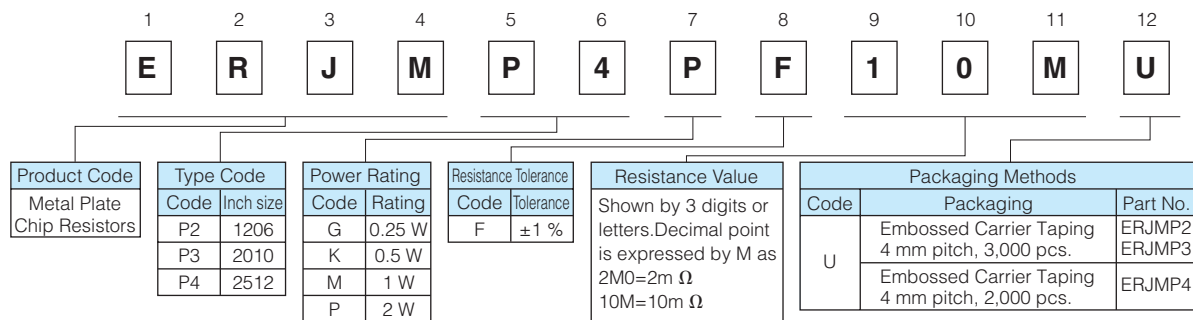 1 2 3 4 5 6 7 8 9 10 11 12
E R J M P 4 P F 1 0 M U
Product Code
Metal Plate
Chip Resistors
Type Code
Code Inch size
P2 1206
P3 2010
P4 2512
Power Rating
Code Rating
G 0.25 W
K 0.5 W
M 1 W
P 2 W
Resistance Tolerance
Code Tolerance
F ±1 %
Resistance Value
Shown by 3 digits or
letters.Decimal point
is expressed by M as
2M0=2m Ω
10M=10m Ω
Packaging Methods
Code Packaging Part No.
U
Embossed Carrier Taping
4 mm pitch, 3,000 pcs.
ERJMP2
ERJMP3
Embossed Carrier Taping
4 mm pitch, 2,000 pcs.
ERJMP4